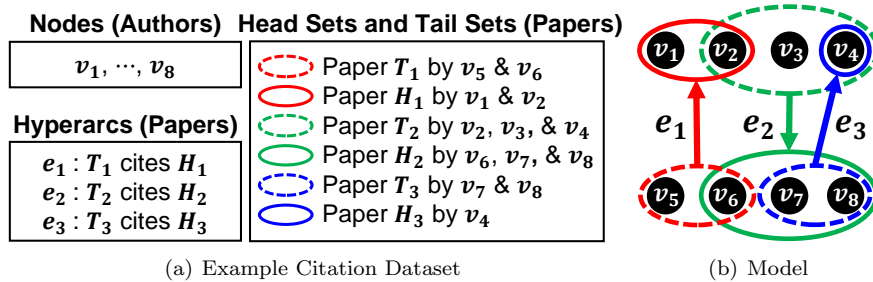 Nodes (Authors)
v₁, ⋯, v₈
Hyperarcs (Papers)
e₁ : T₁ cites H₁
e₂ : T₂ cites H₂
e₃ : T₃ cites H₃
Head Sets and Tail Sets (Papers)
Paper T₁ by v₅ & v₆
Paper H₁ by v₁ & v₂
Paper T₂ by v₂, v₃, & v₄
Paper H₂ by v₆, v₇, & v₈
Paper T₃ by v₇ & v₈
Paper H₃ by v₄
(a) Example Citation Dataset
v₁ v₂ v₃ v₄
e₁ e₂ e₃
v₅ v₆ v₇ v₈
(b) Model